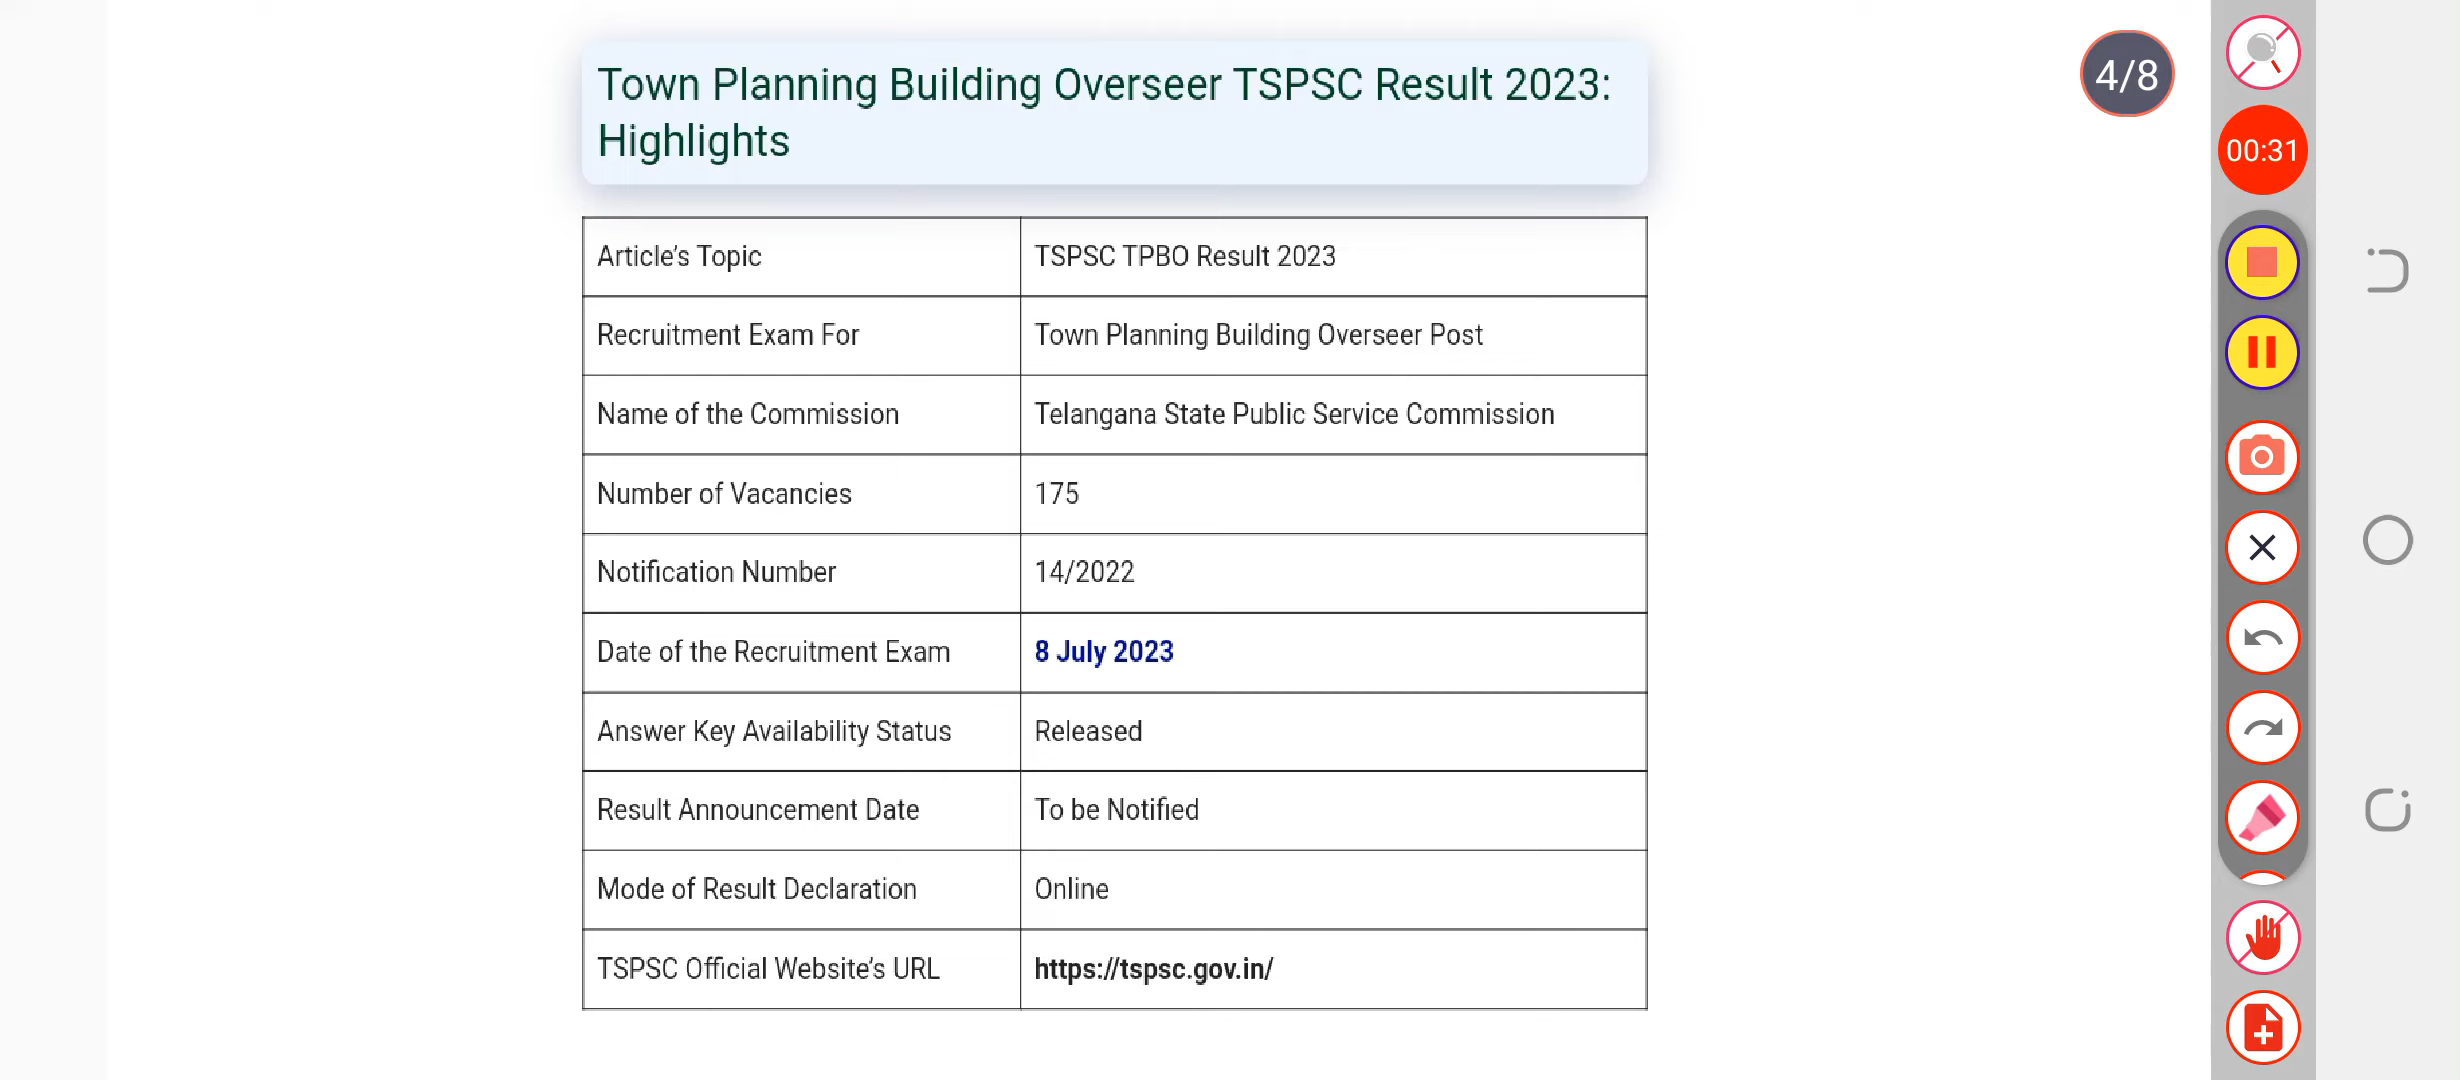 Town Planning Building Overseer TSPSC Result 2023:
Highlights
4/8
00:31
Article’s Topic TSPSC TPBO Result 2023
Recruitment Exam For Town Planning Building Overseer Post
Name of the Commission Telangana State Public Service Commission
Number of Vacancies 175
Notification Number 14/2022
Date of the Recruitment Exam 8 July 2023
Answer Key Availability Status Released
Result Announcement Date To be Notified
Mode of Result Declaration Online
TSPSC Official Website’s URL https://tspsc.gov.in/